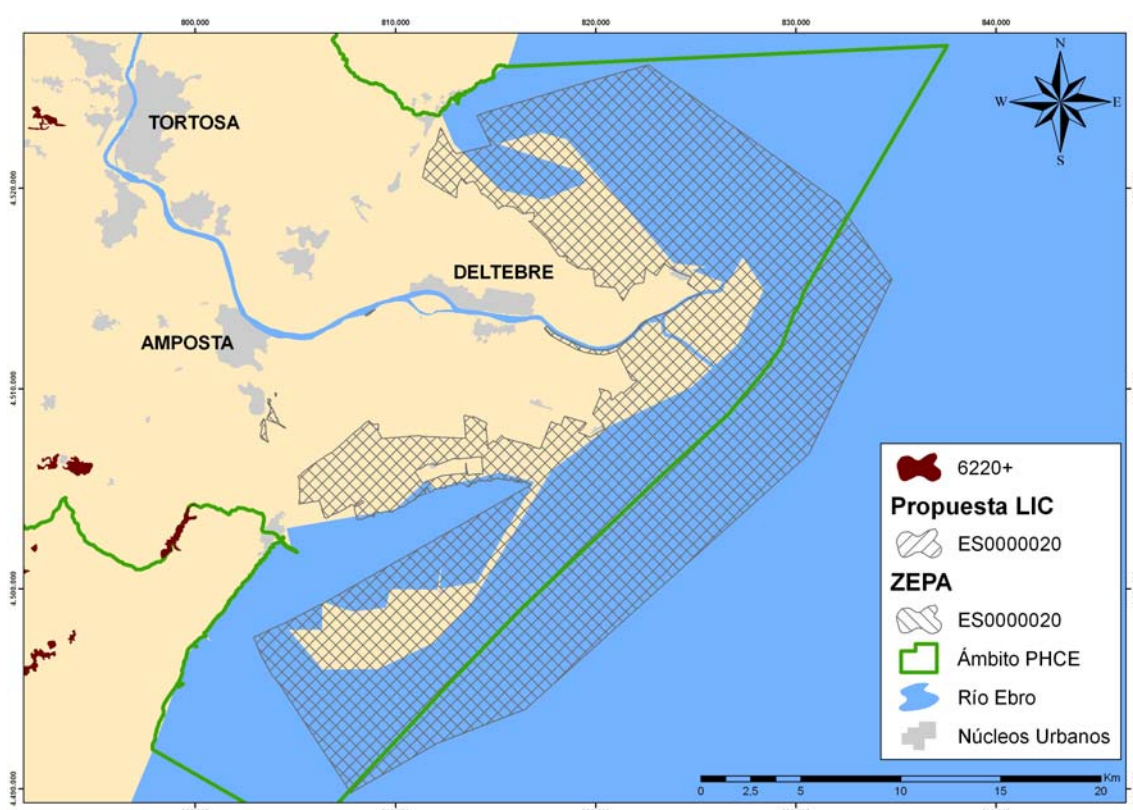 800.000 810.000 820.000 830.000 840.000
N
W E
S
TORTOSA
4.520.000
DELTEBRE
AMPOSTA
4.510.000
6220+
Propuesta LIC
ES0000020
ZEPA
ES0000020
4.500.000
Ámbito PHCE
Río Ebro
Núcleos Urbanos
Km
0 2,5 5 10 15 20
4.490.000